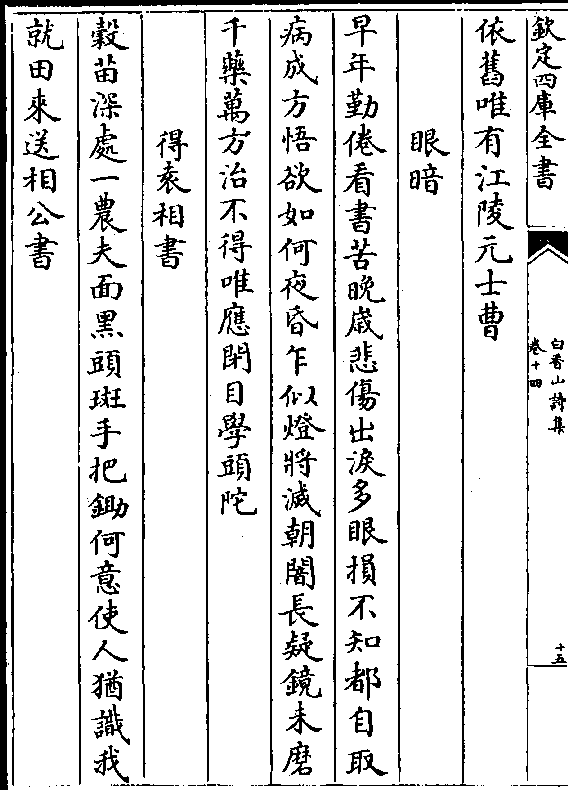 欽定四庫全書
白香山詩集
卷十四
十五
依舊唯有江陵元士曹
眼暗
早年勤倦看書苦晚歳悲傷出淚多眼損不知都自取
病成方悟欲如何夜昏乍似燈將滅朝闇長疑鏡未磨
千藥萬方治不得唯應閉目學頭陀
得袁相書
穀苗深處一農夫面黒頭斑手把鋤何意使人猶識我
就田來送相公書